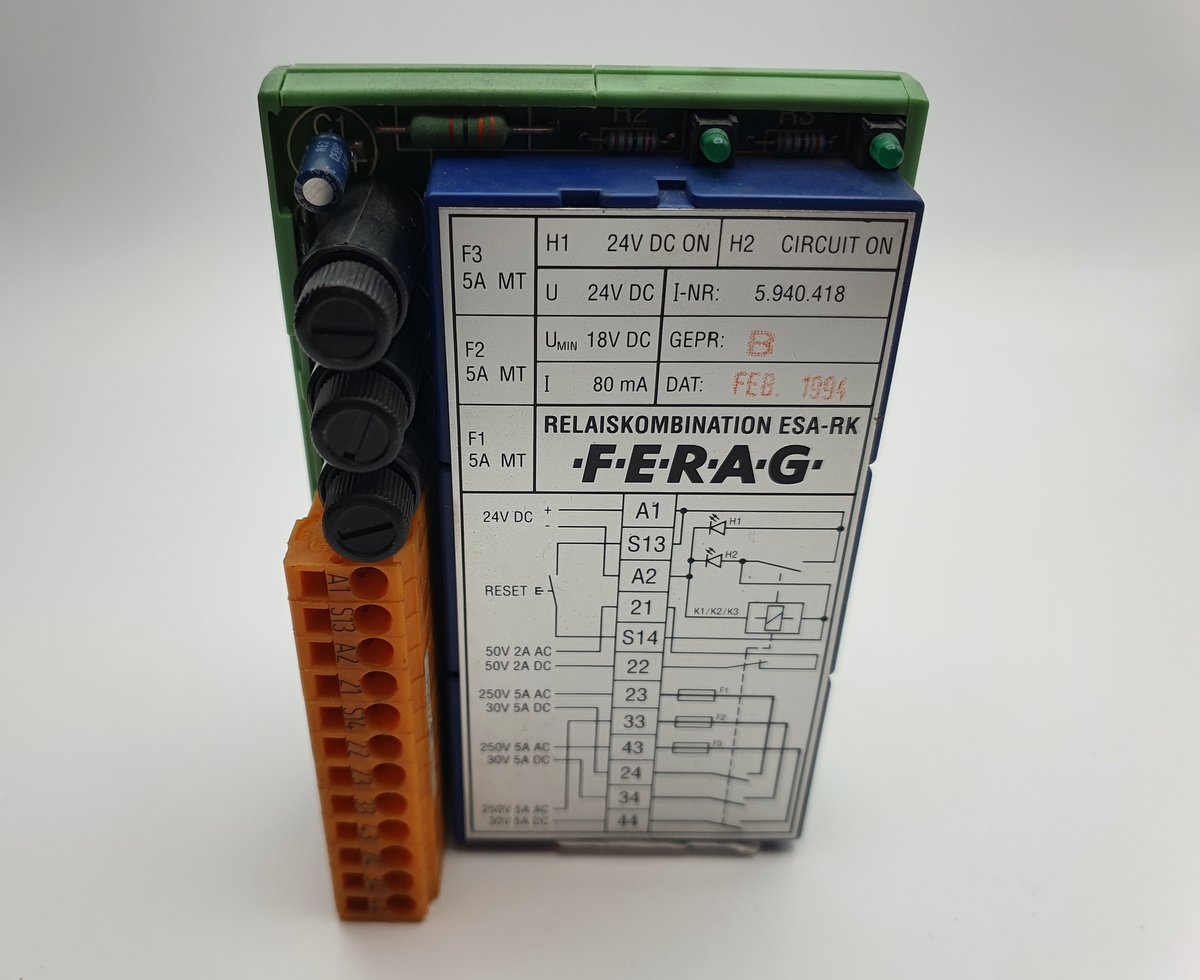 C1
R2
R3
F3
5A MT
H1 24V DC ON
H2 CIRCUIT ON
U 24V DC
I-NR: 5.940.418
F2
5A MT
UMIN 18V DC
GEPR: 8
I 80 mA
DAT: FEB. 1994
F1
5A MT
RELAISKOMBINATION ESA-RK
·F·E·R·A·G·
24V DC + -
RESET
50V 2A AC
50V 2A DC
250V 5A AC
30V 5A DC
250V 5A AC
30V 5A DC
250V 5A AC
30V 5A DC
A1
S13
A2
21
S14
22
23
33
43
24
34
44
H1
H2
K1/K2/K3
F1
F2
F3
A1
S13
A2
21
S14
22
23
33
43